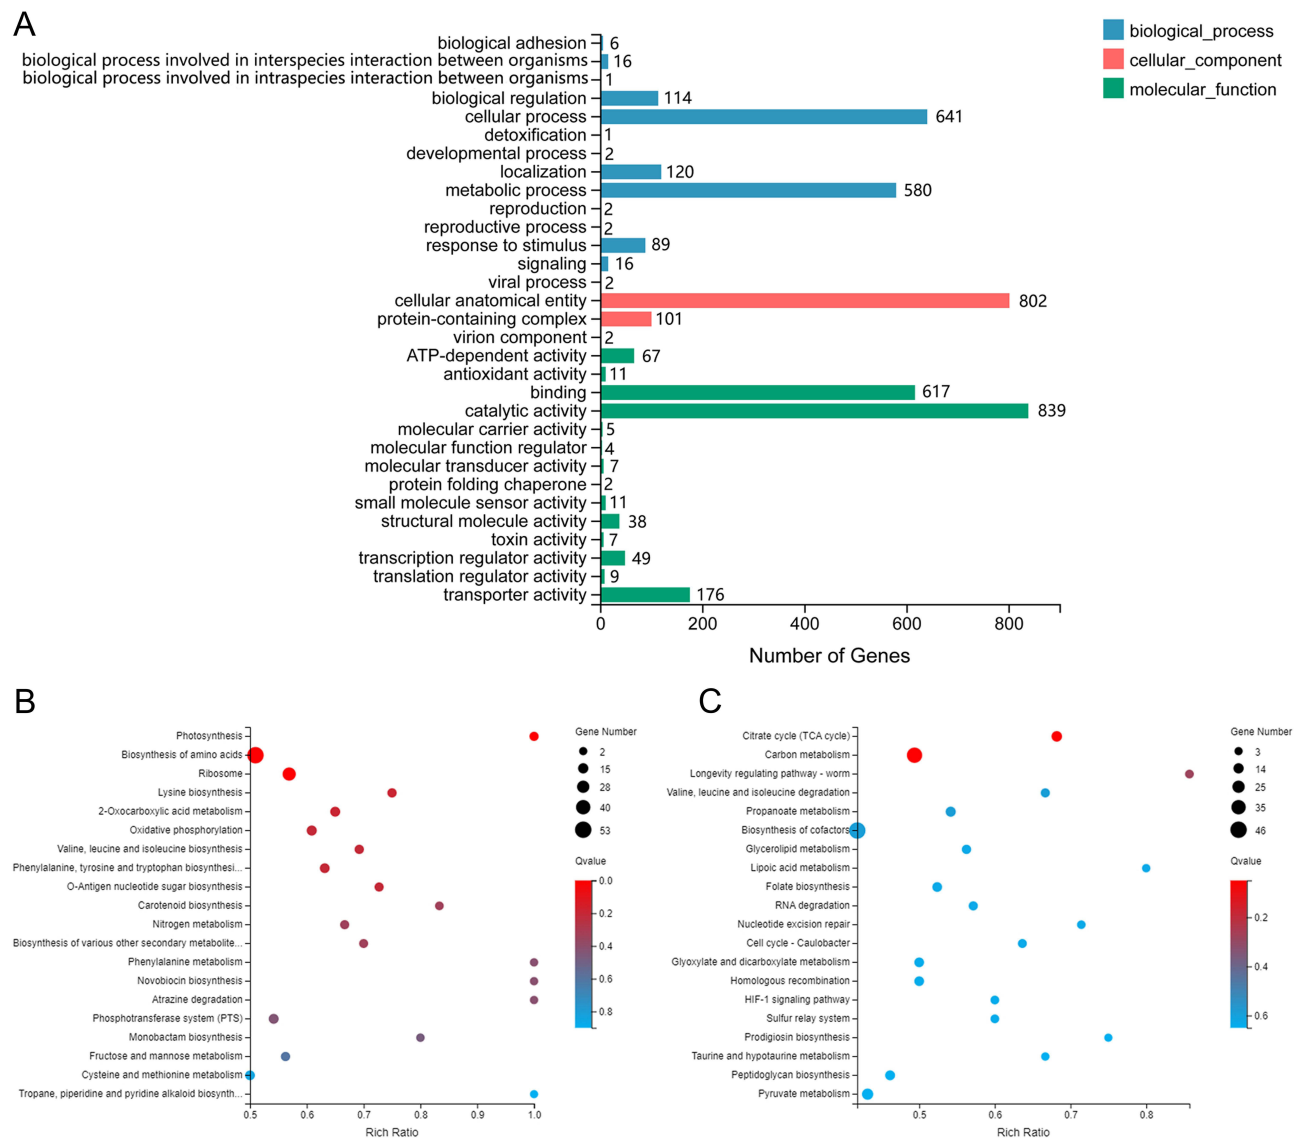 A
biological adhesion 6
biological process involved in interspecies interaction between organisms 16
biological process involved in intraspecies interaction between organisms 1
biological regulation 114
cellular process 641
detoxification 1
developmental process 2
localization 120
metabolic process 580
reproduction 2
reproductive process 2
response to stimulus 89
signaling 16
viral process 2
cellular anatomical entity 802
protein-containing complex 101
virion component 2
ATP-dependent activity 67
antioxidant activity 11
binding 617
catalytic activity 839
molecular carrier activity 5
molecular function regulator 4
molecular transducer activity 7
protein folding chaperone 2
small molecule sensor activity 11
structural molecule activity 38
toxin activity 7
transcription regulator activity 49
translation regulator activity 9
transporter activity 176
0 200 400 600 800
Number of Genes
biological_process
cellular_component
molecular_function
B
Photosynthesis
Biosynthesis of amino acids
Ribosome
Lysine biosynthesis
2-Oxocarboxylic acid metabolism
Oxidative phosphorylation
Valine, leucine and isoleucine biosynthesis
Phenylalanine, tyrosine and tryptophan biosynthesi...
O-Antigen nucleotide sugar biosynthesis
Carotenoid biosynthesis
Nitrogen metabolism
Biosynthesis of various other secondary metabolite...
Phenylalanine metabolism
Novobiocin biosynthesis
Atrazine degradation
Phosphotransferase system (PTS)
Monobactam biosynthesis
Fructose and mannose metabolism
Cysteine and methionine metabolism
Tropane, piperidine and pyridine alkaloid biosynth...
0.5 0.6 0.7 0.8 0.9 1.0
Rich Ratio
Gene Number
2
15
28
40
53
Qvalue
0.0
0.2
0.4
0.6
0.8
C
Citrate cycle (TCA cycle)
Carbon metabolism
Longevity regulating pathway - worm
Valine, leucine and isoleucine degradation
Propanoate metabolism
Biosynthesis of cofactors
Glycerolipid metabolism
Lipoic acid metabolism
Folate biosynthesis
RNA degradation
Nucleotide excision repair
Cell cycle - Caulobacter
Glyoxylate and dicarboxylate metabolism
Homologous recombination
HIF-1 signaling pathway
Sulfur relay system
Prodigiosin biosynthesis
Taurine and hypotaurine metabolism
Peptidoglycan biosynthesis
Pyruvate metabolism
0.5 0.6 0.7 0.8
Rich Ratio
Gene Number
3
14
25
35
46
Qvalue
0.2
0.4
0.6